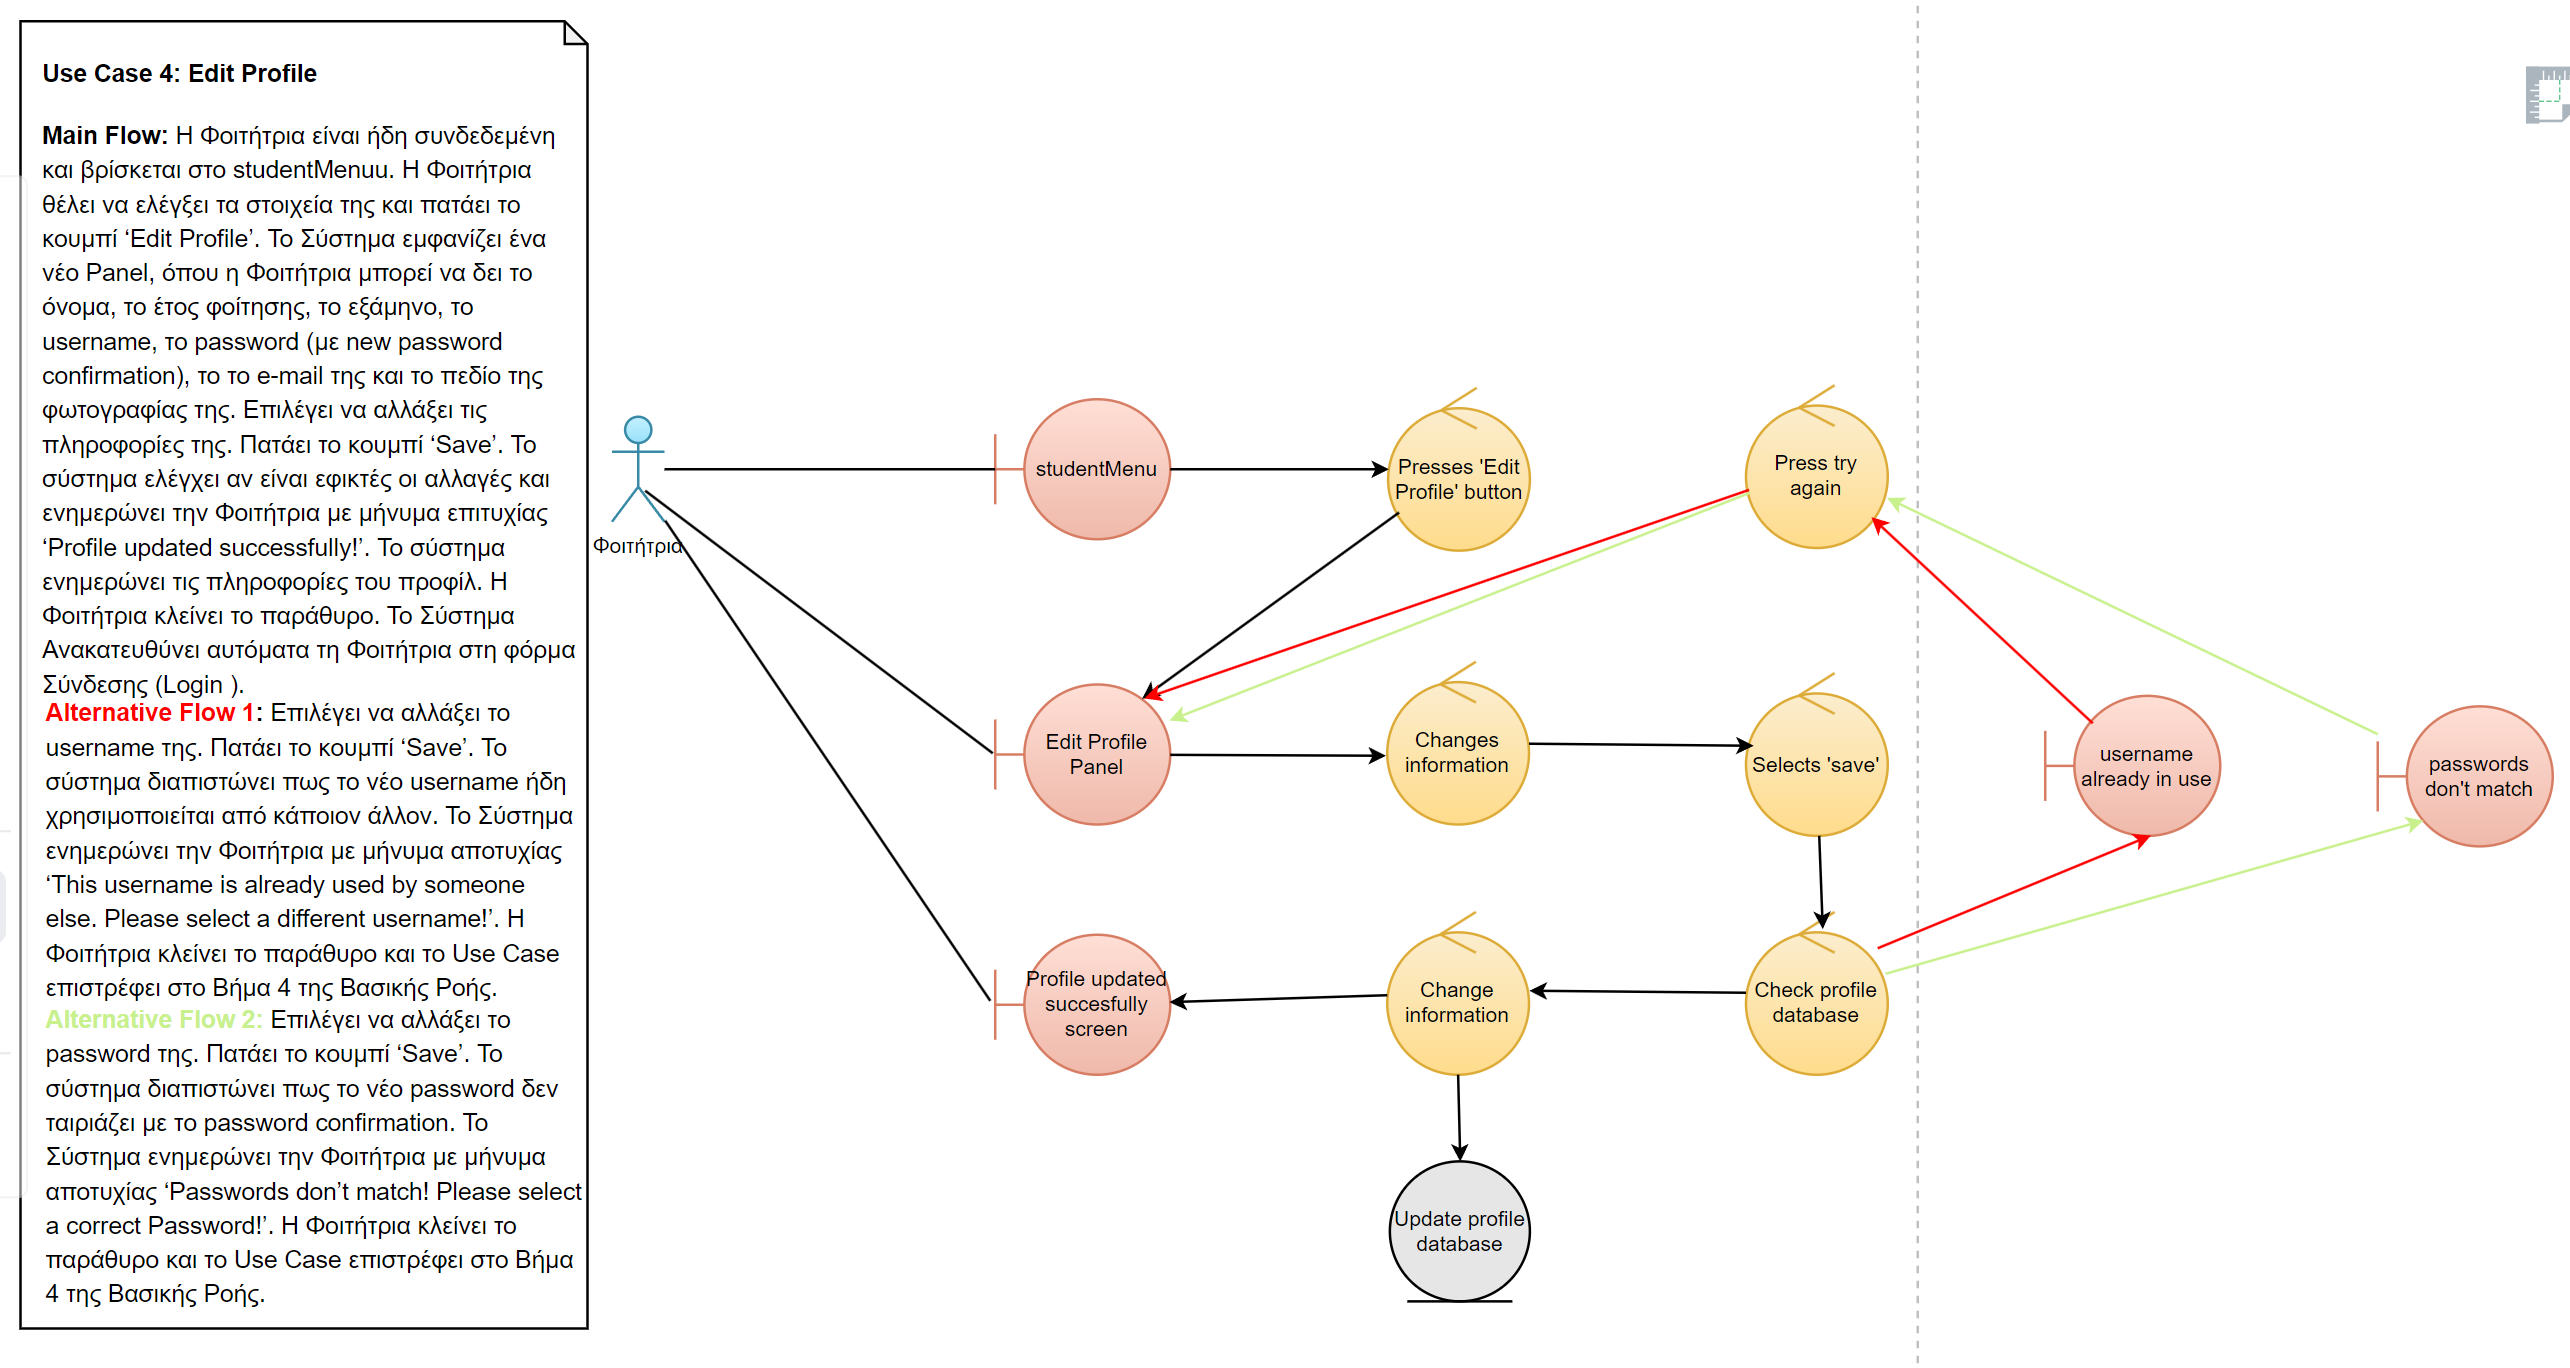 Use Case 4: Edit Profile
Main Flow: Η Φοιτήτρια είναι ήδη συνδεδεμένη
και βρίσκεται στο studentMenuu. Η Φοιτήτρια
θέλει να ελέγξει τα στοιχεία της και πατάει το
κουμπί ‘Edit Profile’. Το Σύστημα εμφανίζει ένα
νέο Panel, όπου η Φοιτήτρια μπορεί να δει το
όνομα, το έτος φοίτησης, το εξάμηνο, το
username, το password (με new password
confirmation), το το e-mail της και το πεδίο της
φωτογραφίας της. Επιλέγει να αλλάξει τις
πληροφορίες της. Πατάει το κουμπί ‘Save’. Το
σύστημα ελέγχει αν είναι εφικτές οι αλλαγές και
ενημερώνει την Φοιτήτρια με μήνυμα επιτυχίας
‘Profile updated successfully!’. Το σύστημα
ενημερώνει τις πληροφορίες του προφίλ. Η
Φοιτήτρια κλείνει το παράθυρο. Το Σύστημα
Ανακατευθύνει αυτόματα τη Φοιτήτρια στη φόρμα
Σύνδεσης (Login ).
Alternative Flow 1: Επιλέγει να αλλάξει το
username της. Πατάει το κουμπί ‘Save’. Το
σύστημα διαπιστώνει πως το νέο username ήδη
χρησιμοποιείται από κάποιον άλλον. Το Σύστημα
ενημερώνει την Φοιτήτρια με μήνυμα αποτυχίας
‘This username is already used by someone
else. Please select a different username!’. Η
Φοιτήτρια κλείνει το παράθυρο και το Use Case
επιστρέφει στο Βήμα 4 της Βασικής Ροής.
Alternative Flow 2: Επιλέγει να αλλάξει το
password της. Πατάει το κουμπί ‘Save’. Το
σύστημα διαπιστώνει πως το νέο password δεν
ταιριάζει με το password confirmation. Το
Σύστημα ενημερώνει την Φοιτήτρια με μήνυμα
αποτυχίας ‘Passwords don’t match! Please select
a correct Password!’. Η Φοιτήτρια κλείνει το
παράθυρο και το Use Case επιστρέφει στο Βήμα
4 της Βασικής Ροής.
Φοιτήτρια
studentMenu
Presses 'Edit
Profile' button
Press try
again
Edit Profile
Panel
Changes
information
Selects 'save'
username
already in use
passwords
don't match
Profile updated
succesfully
screen
Change
information
Check profile
database
Update profile
database